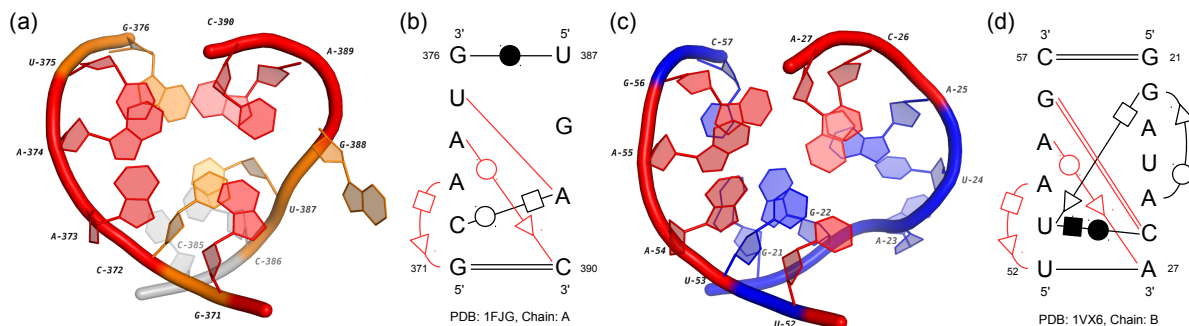 (a)
G-376
C-390
A-389
U-375
A-374
G-388
U-387
A-373
C-385
C-386
C-372
G-371
(b)
3' 5'
376 G U 387
U
G
A
A
A
C
371 G C 390
5' 3'
PDB: 1FJG, Chain: A
(c)
C-57
A-27
C-26
G-56
A-25
A-55
U-24
G-22
A-54
G-21
A-23
U-53
U-52
(d)
3' 5'
57 C G 21
G
G
A
A
U
A
A
U
C
52 U A 27
5' 3'
PDB: 1VX6, Chain: B